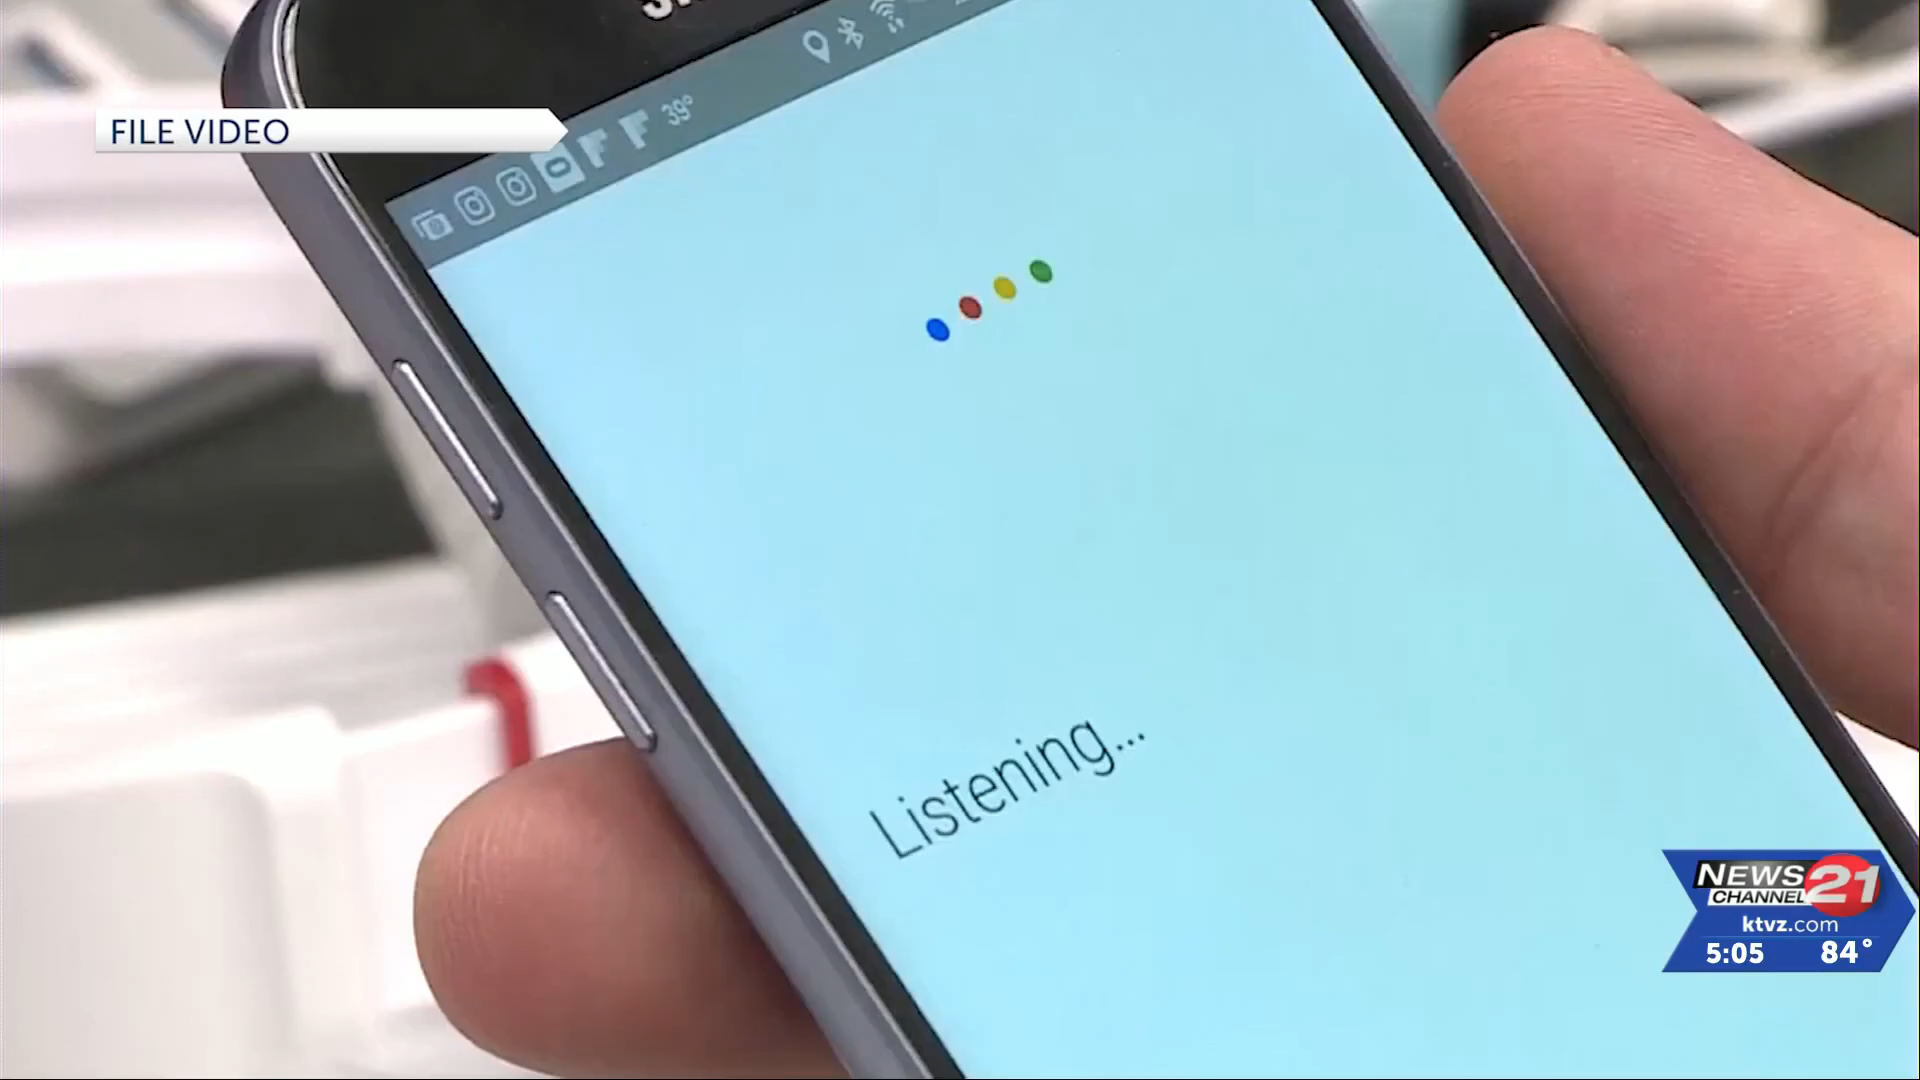 FILE VIDEO
39°
Listening...
NEWS
CHANNEL
21
ktvz.com
5:05 84°